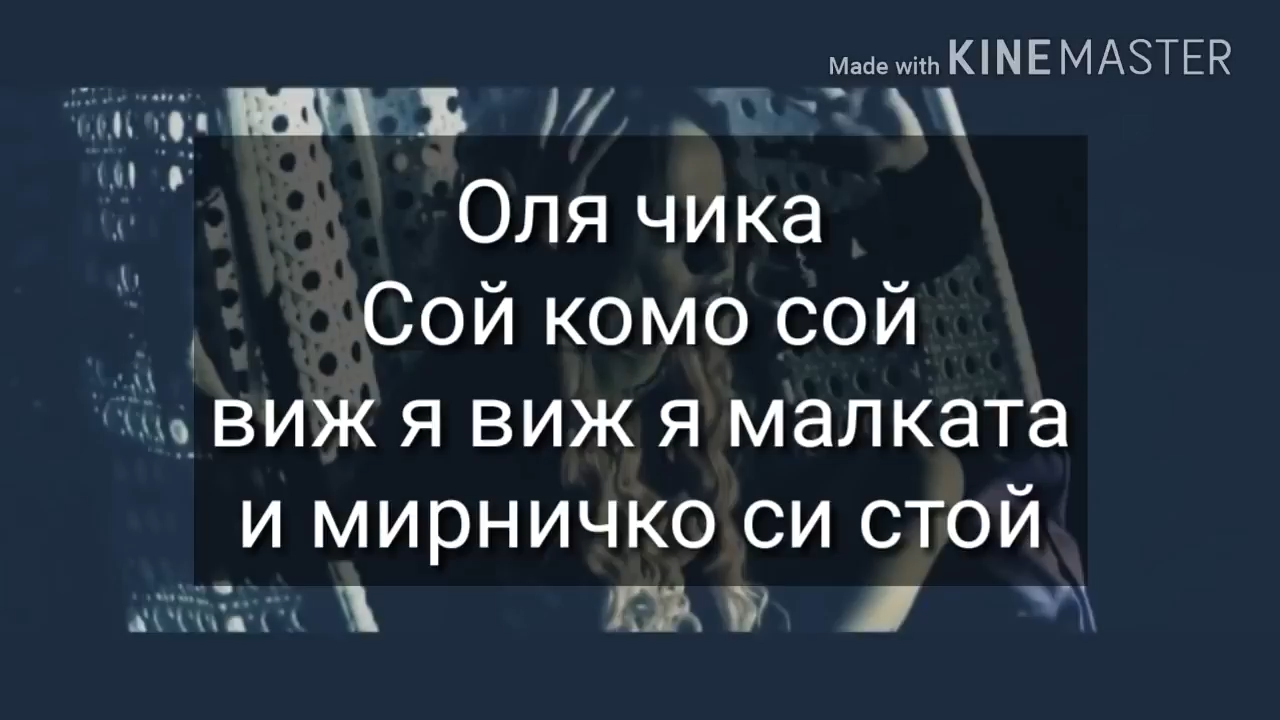 Made with KINEMASTER
Оля чика
Сой комо сой
виж я виж я малката
и мирничко си стой